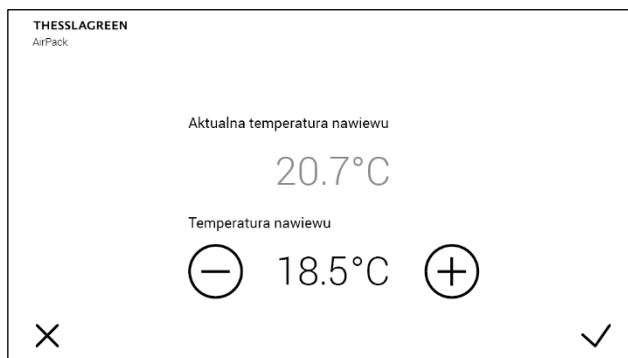 THESSLAGREEN
AirPack
Aktualna temperatura nawiewu
20.7°C
Temperatura nawiewu
18.5°C